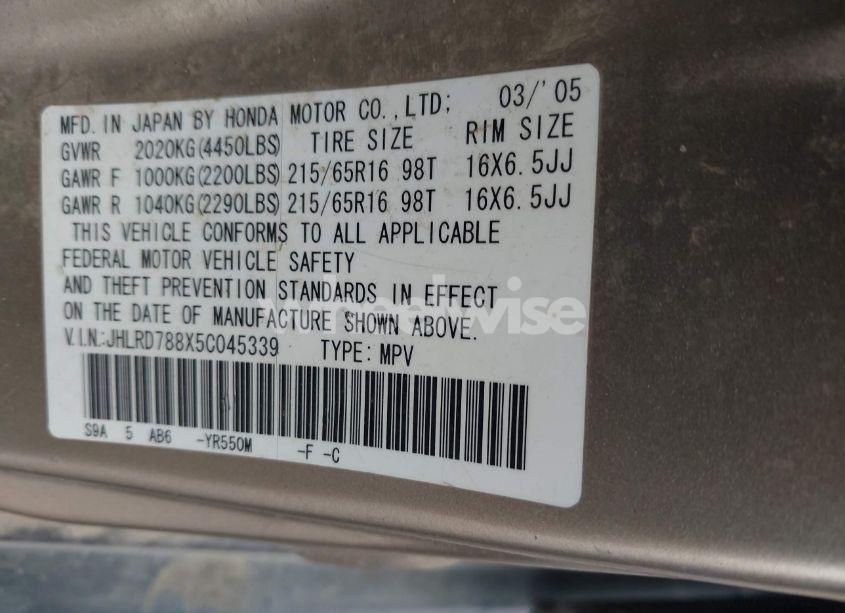 MFD. IN JAPAN BY HONDA MOTOR CO.,LTD; 03/'05
GVWR 2020KG(4450LBS) TIRE SIZE RIM SIZE
GAWR F 1000KG(2200LBS) 215/65R16 98T 16X6.5JJ
GAWR R 1040KG(2290LBS) 215/65R16 98T 16X6.5JJ
THIS VEHICLE CONFORMS TO ALL APPLICABLE
FEDERAL MOTOR VEHICLE SAFETY
AND THEFT PREVENTION STANDARDS IN EFFECT
ON THE DATE OF MANUFACTURE SHOWN ABOVE.
wheelwise
V.I.N.:JHLRD788X5C045339 TYPE: MPV
S9A 5 AB6 -YR550M -F -C